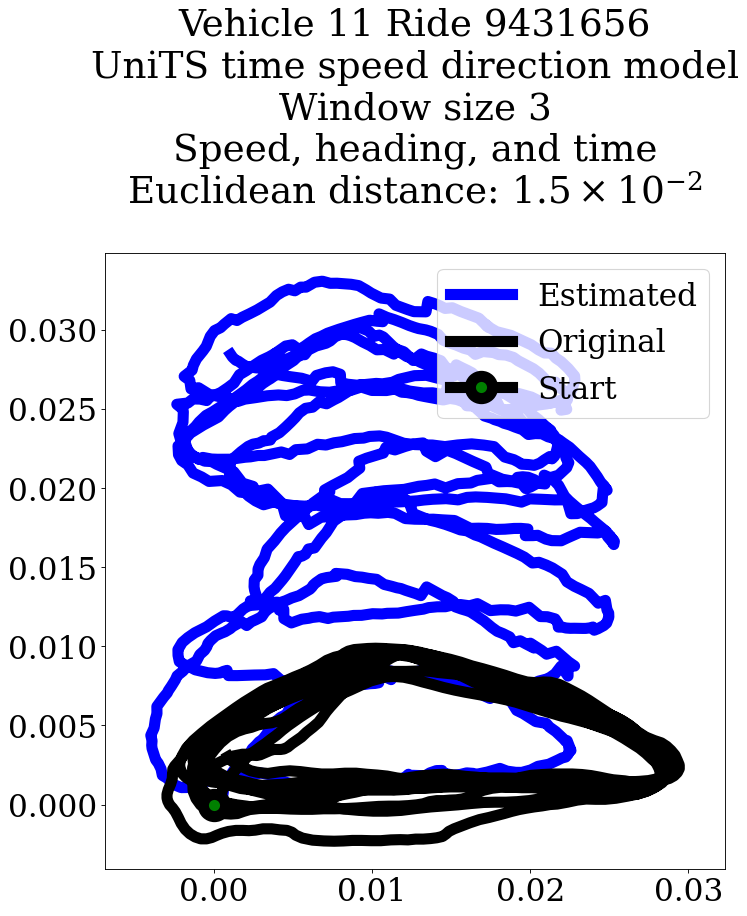 Vehicle 11 Ride 9431656
UniTS time speed direction model
Window size 3
Speed, heading, and time
Euclidean distance: 1.5 × 10⁻²
Estimated
Original
Start
0.030
0.025
0.020
0.015
0.010
0.005
0.000
0.00 0.01 0.02 0.03